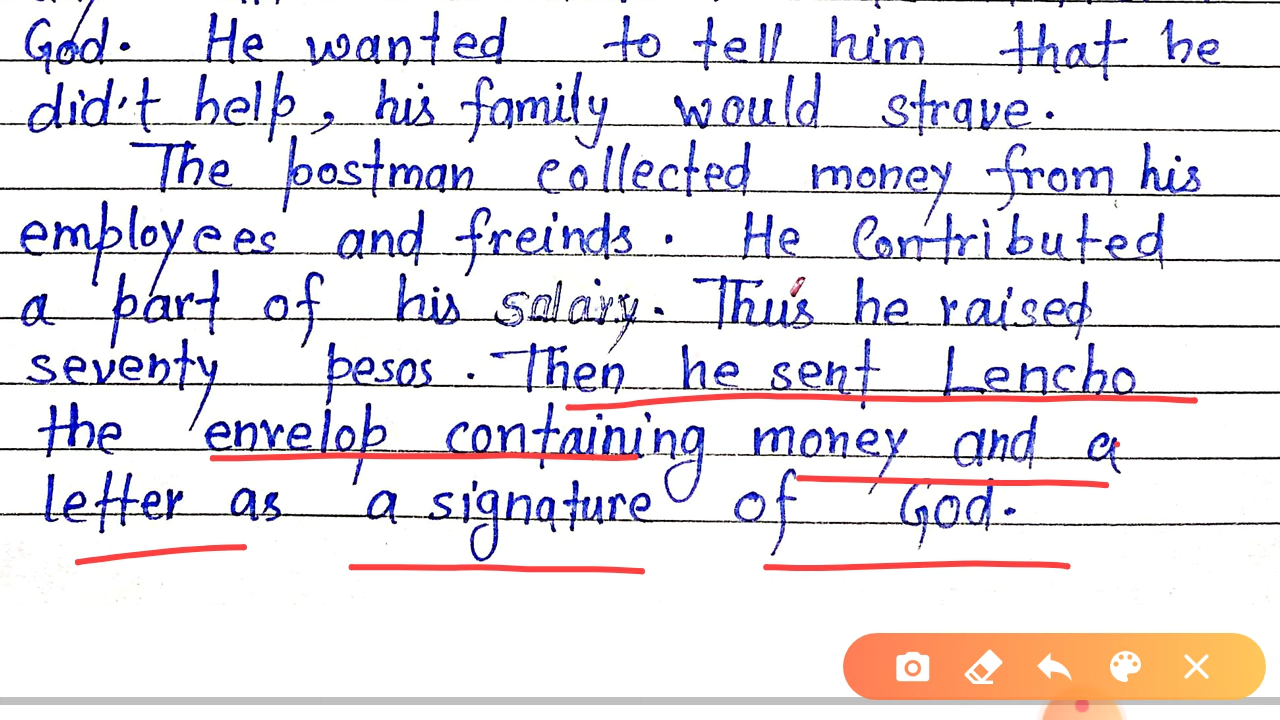 God. He wanted to tell him that he
did't help, his family would strave.
The postman collected money from his
employees and freinds. He Contributed
a part of his salary. Thus he raised
seventy pesos. Then he sent Lencho
the envelop containing money and a
letter as a signature of God.